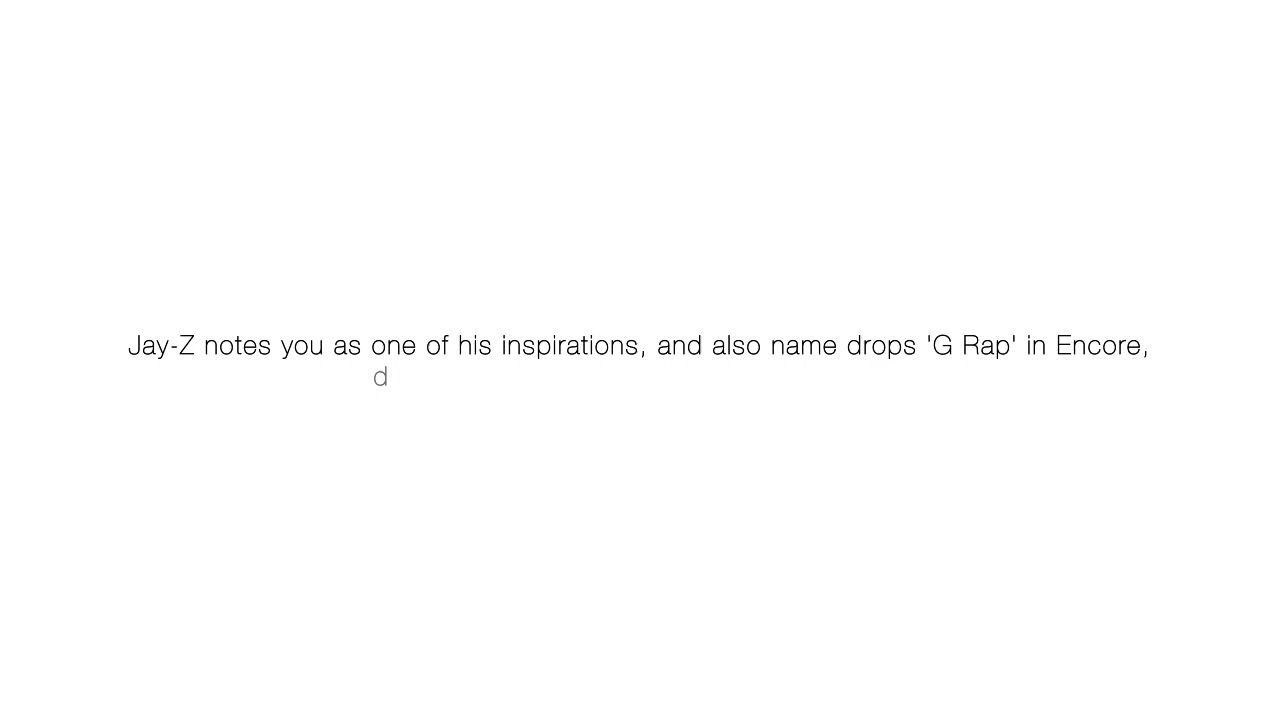 Jay-Z notes you as one of his inspirations, and also name drops 'G Rap' in Encore,
d